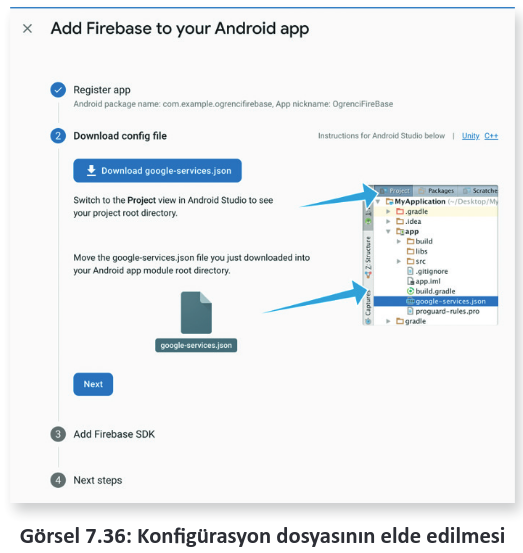 Add Firebase to your Android app
Register app
Android package name: com.example.ogrencifirebase, App nickname: OgrenciFireBase
2 Download config file
Instructions for Android Studio below | Unity C++
Download google-services.json
Switch to the Project view in Android Studio to see
your project root directory.
Move the google-services.json file you just downloaded into
your Android app module root directory.
google-services.json
Project Packages Scratche
MyApplication (~/Desktop/My
.gradle
.idea
app
build
libs
src
.gitignore
app.iml
build.gradle
google-services.json
proguard-rules.pro
gradle
Z: Structure
Captures
Next
3 Add Firebase SDK
4 Next steps
Görsel 7.36: Konfigürasyon dosyasının elde edilmesi